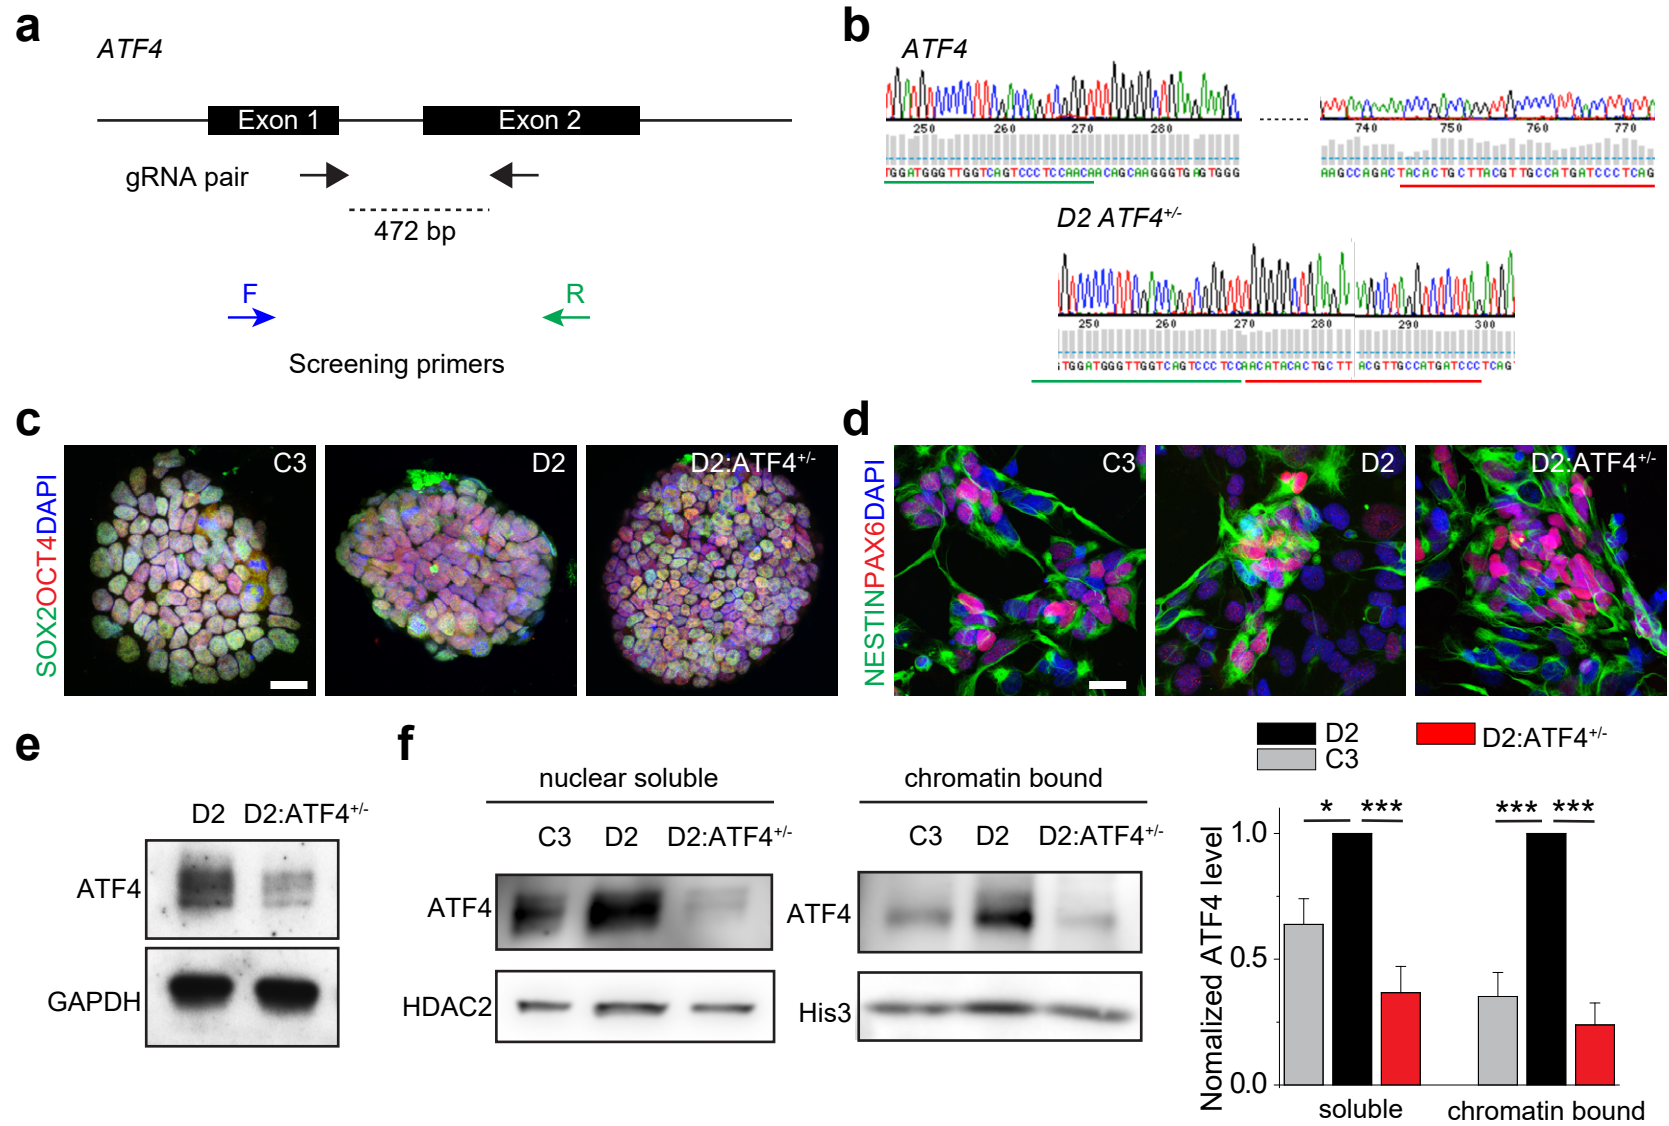 a
ATF4
Exon 1 Exon 2
gRNA pair
472 bp
F R
Screening primers
b
ATF4
250 260 270 280
740 750 760 770
TGGATGGGTTGGTCAGTCCCTCCAACAACAGCAAGGGTGAGTGGG
AAGCCAGACTACACTGCTTACGTTGCCATGATCCCTCAG
D2 ATF4+/-
250 260 270 280 290 300
TGGATGGGTTGGTCAGTCCCTCCAACATACACTGCTT ACGTTGCCATGATCCCTCAG
c
SOX2OCT4DAPI
C3 D2 D2:ATF4+/-
d
NESTINPAX6DAPI
C3 D2 D2:ATF4+/-
e
D2 D2:ATF4+/-
ATF4
GAPDH
f
nuclear soluble
C3 D2 D2:ATF4+/-
ATF4
HDAC2
chromatin bound
C3 D2 D2:ATF4+/-
ATF4
His3
D2 D2:ATF4+/-
C3
* *** *** ***
Nomalized ATF4 level
1.0
0.5
0.0
soluble chromatin bound